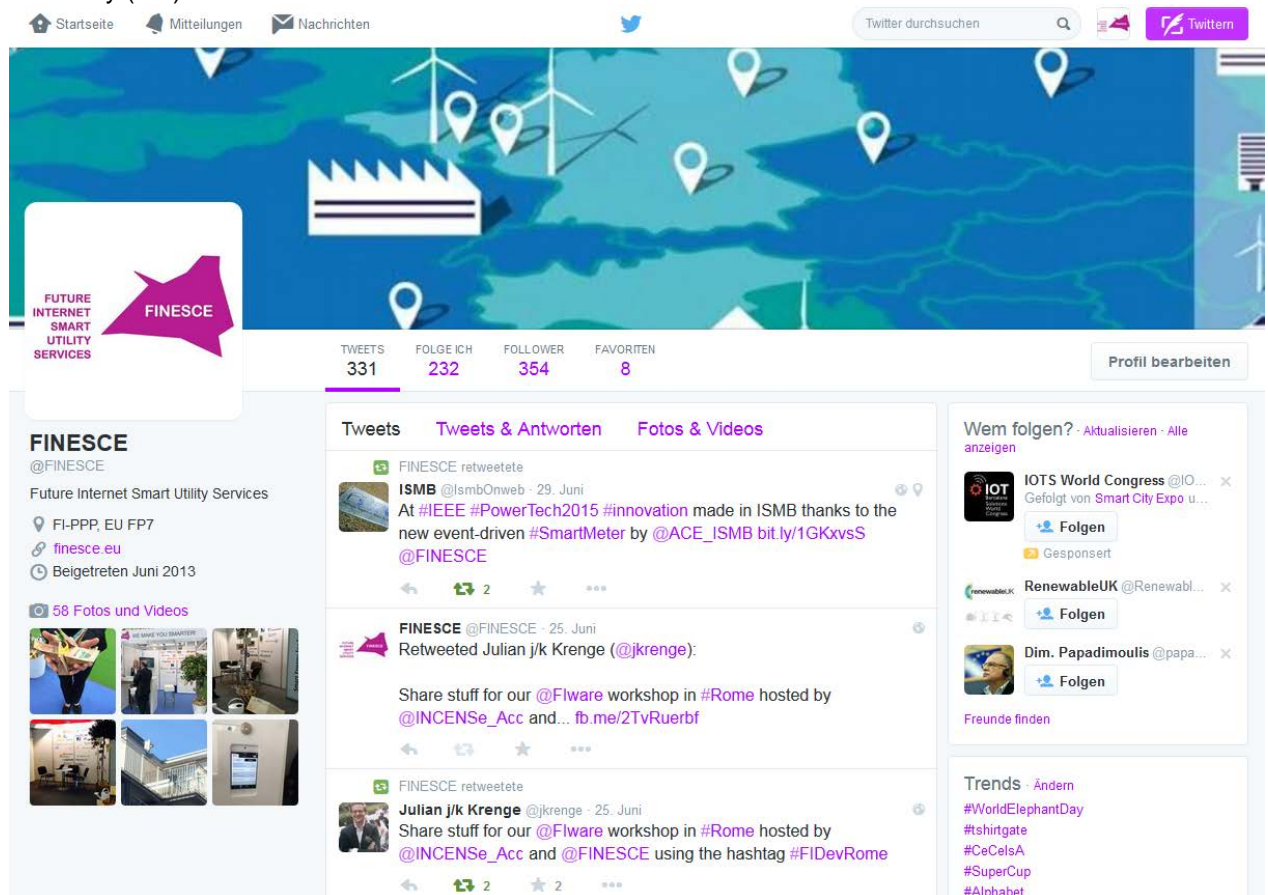 Startseite Mitteilungen Nachrichten Twitter durchsuchen Twittern
FUTURE
INTERNET
SMART
UTILITY
SERVICES
FINESCE
TWEETS FOLGE ICH FOLLOWER FAVORITEN
331 232 354 8
Profil bearbeiten
FINESCE
@FINESCE
Future Internet Smart Utility Services
FI-PPP, EU FP7
finesce.eu
Beigetreten Juni 2013
58 Fotos und Videos
WE MAKE YOU SMARTER!
Tweets Tweets & Antworten Fotos & Videos
FINESCE retweetete
ISMB @IsmbOnweb · 29. Juni
At #IEEE #PowerTech2015 #innovation made in ISMB thanks to the
new event-driven #SmartMeter by @ACE_ISMB bit.ly/1GKxvsS
@FINESCE
2
FINESCE @FINESCE · 25. Juni
Retweeted Julian j/k Krenge (@jkrenge):
Share stuff for our @FIware workshop in #Rome hosted by
@INCENSe_Acc and... fb.me/2TvRuerbf
FINESCE retweetete
Julian j/k Krenge @jkrenge · 25. Juni
Share stuff for our @FIware workshop in #Rome hosted by
@INCENSe_Acc and @FINESCE using the hashtag #FIDevRome
2 2
Wem folgen? · Aktualisieren · Alle
anzeigen
IOT
IOTS World Congress @IO...
Gefolgt von Smart City Expo u...
Folgen
Gesponsert
renewableUK
RenewableUK @Renewabl...
Folgen
Dim. Papadimoulis @papa...
Folgen
Freunde finden
Trends · Ändern
#WorldElephantDay
#tshirtgate
#CeCeIsA
#SuperCup
#Alphabet